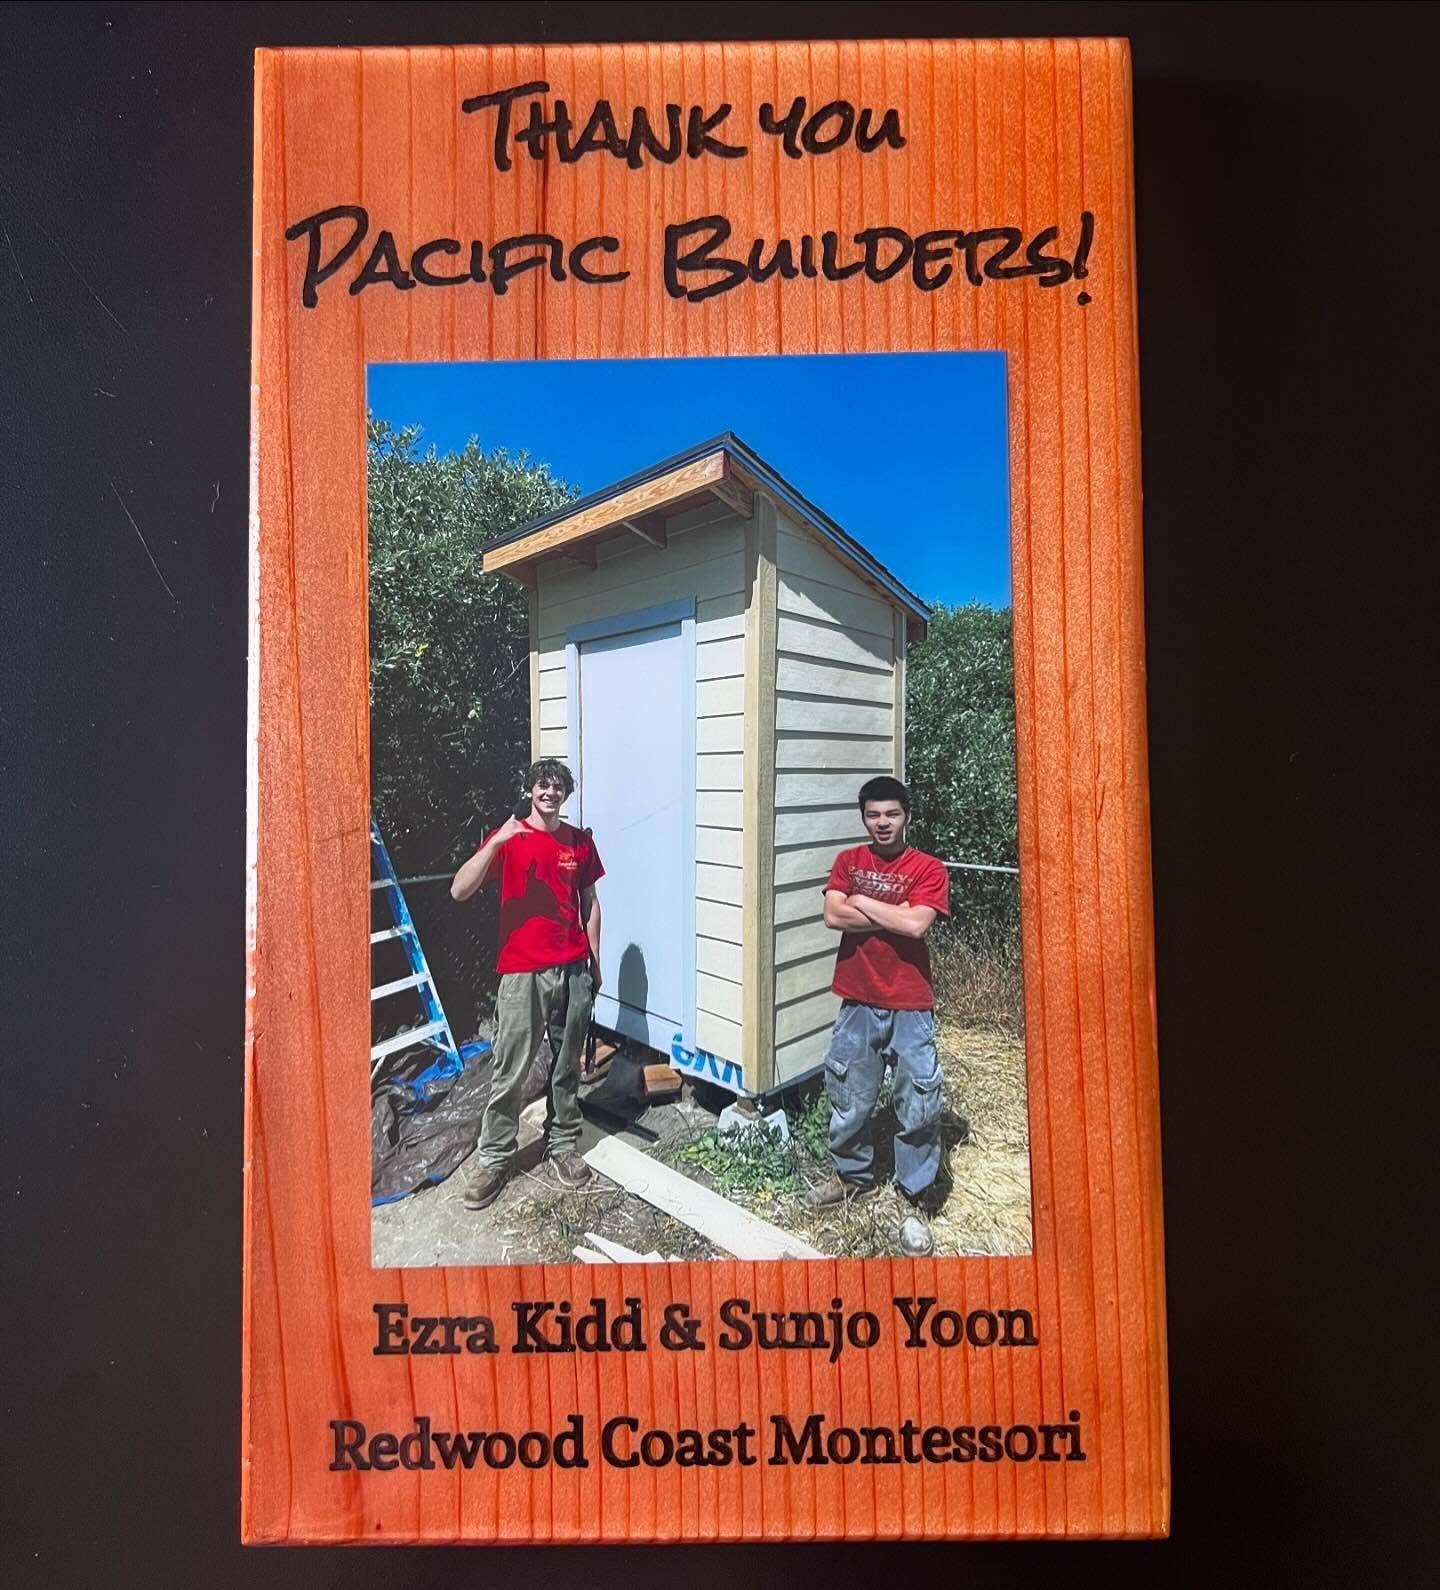 THANK YOU
PACIFIC BUILDERS!
Ezra Kidd & Sunjo Yoon
Redwood Coast Montessori